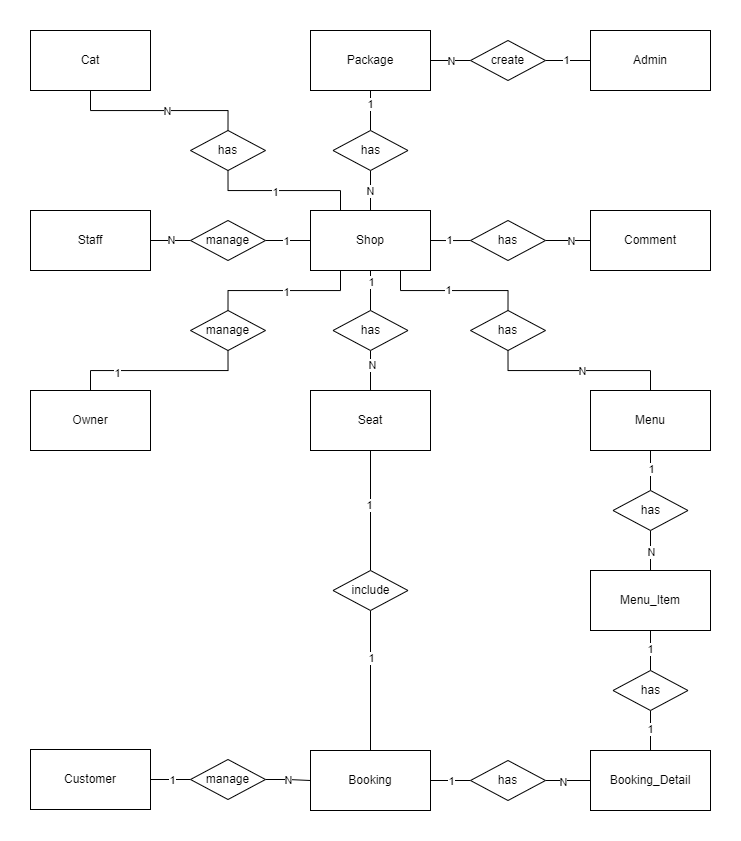 Cat
Package
N
create
1
Admin
N
1
has
has
1
N
Staff
N
manage
1
Shop
1
has
N
Comment
1
1
1
manage
has
has
1
N
N
Owner
Seat
Menu
1
1
has
N
include
Menu_Item
1
1
has
1
Customer
1
manage
N
Booking
1
has
N
Booking_Detail